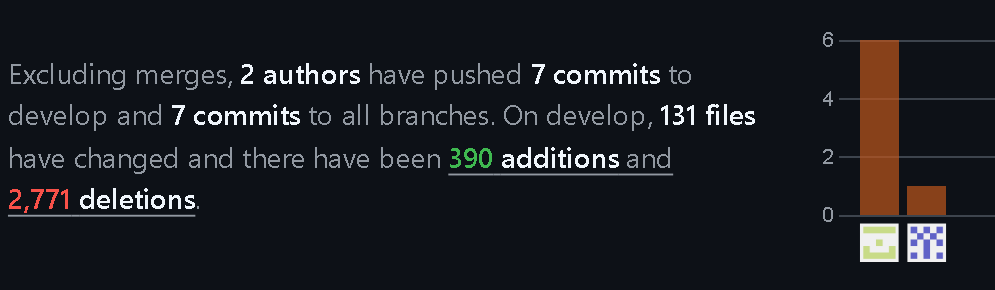 Excluding merges, 2 authors have pushed 7 commits to
develop and 7 commits to all branches. On develop, 131 files
have changed and there have been 390 additions and
2,771 deletions.
6
4
2
0